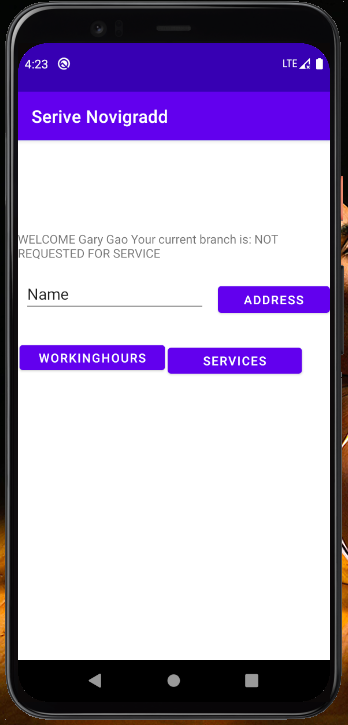 4:23 LTE
Serive Novigradd
WELCOME Gary Gao Your current branch is: NOT
REQUESTED FOR SERVICE
Name ADDRESS
WORKINGHOURS SERVICES